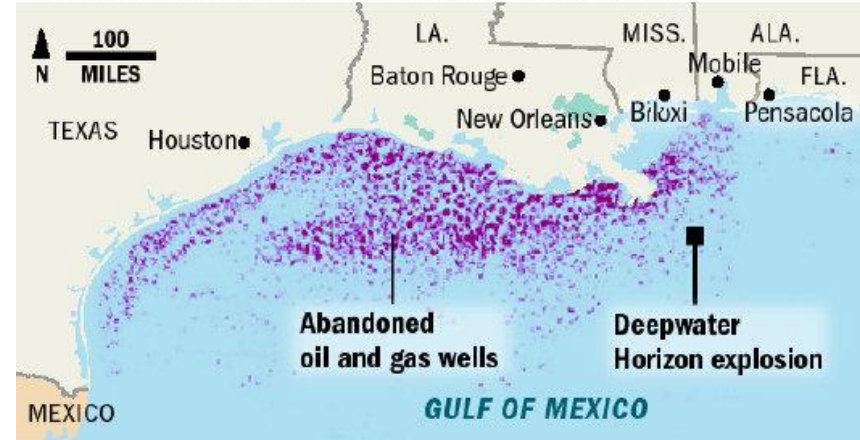 100
N MILES
LA.
MISS.
ALA.
Mobile
Baton Rouge
FLA.
New Orleans
Biloxi
Pensacola
TEXAS
Houston
Abandoned
oil and gas wells
Deepwater
Horizon explosion
MEXICO
GULF OF MEXICO